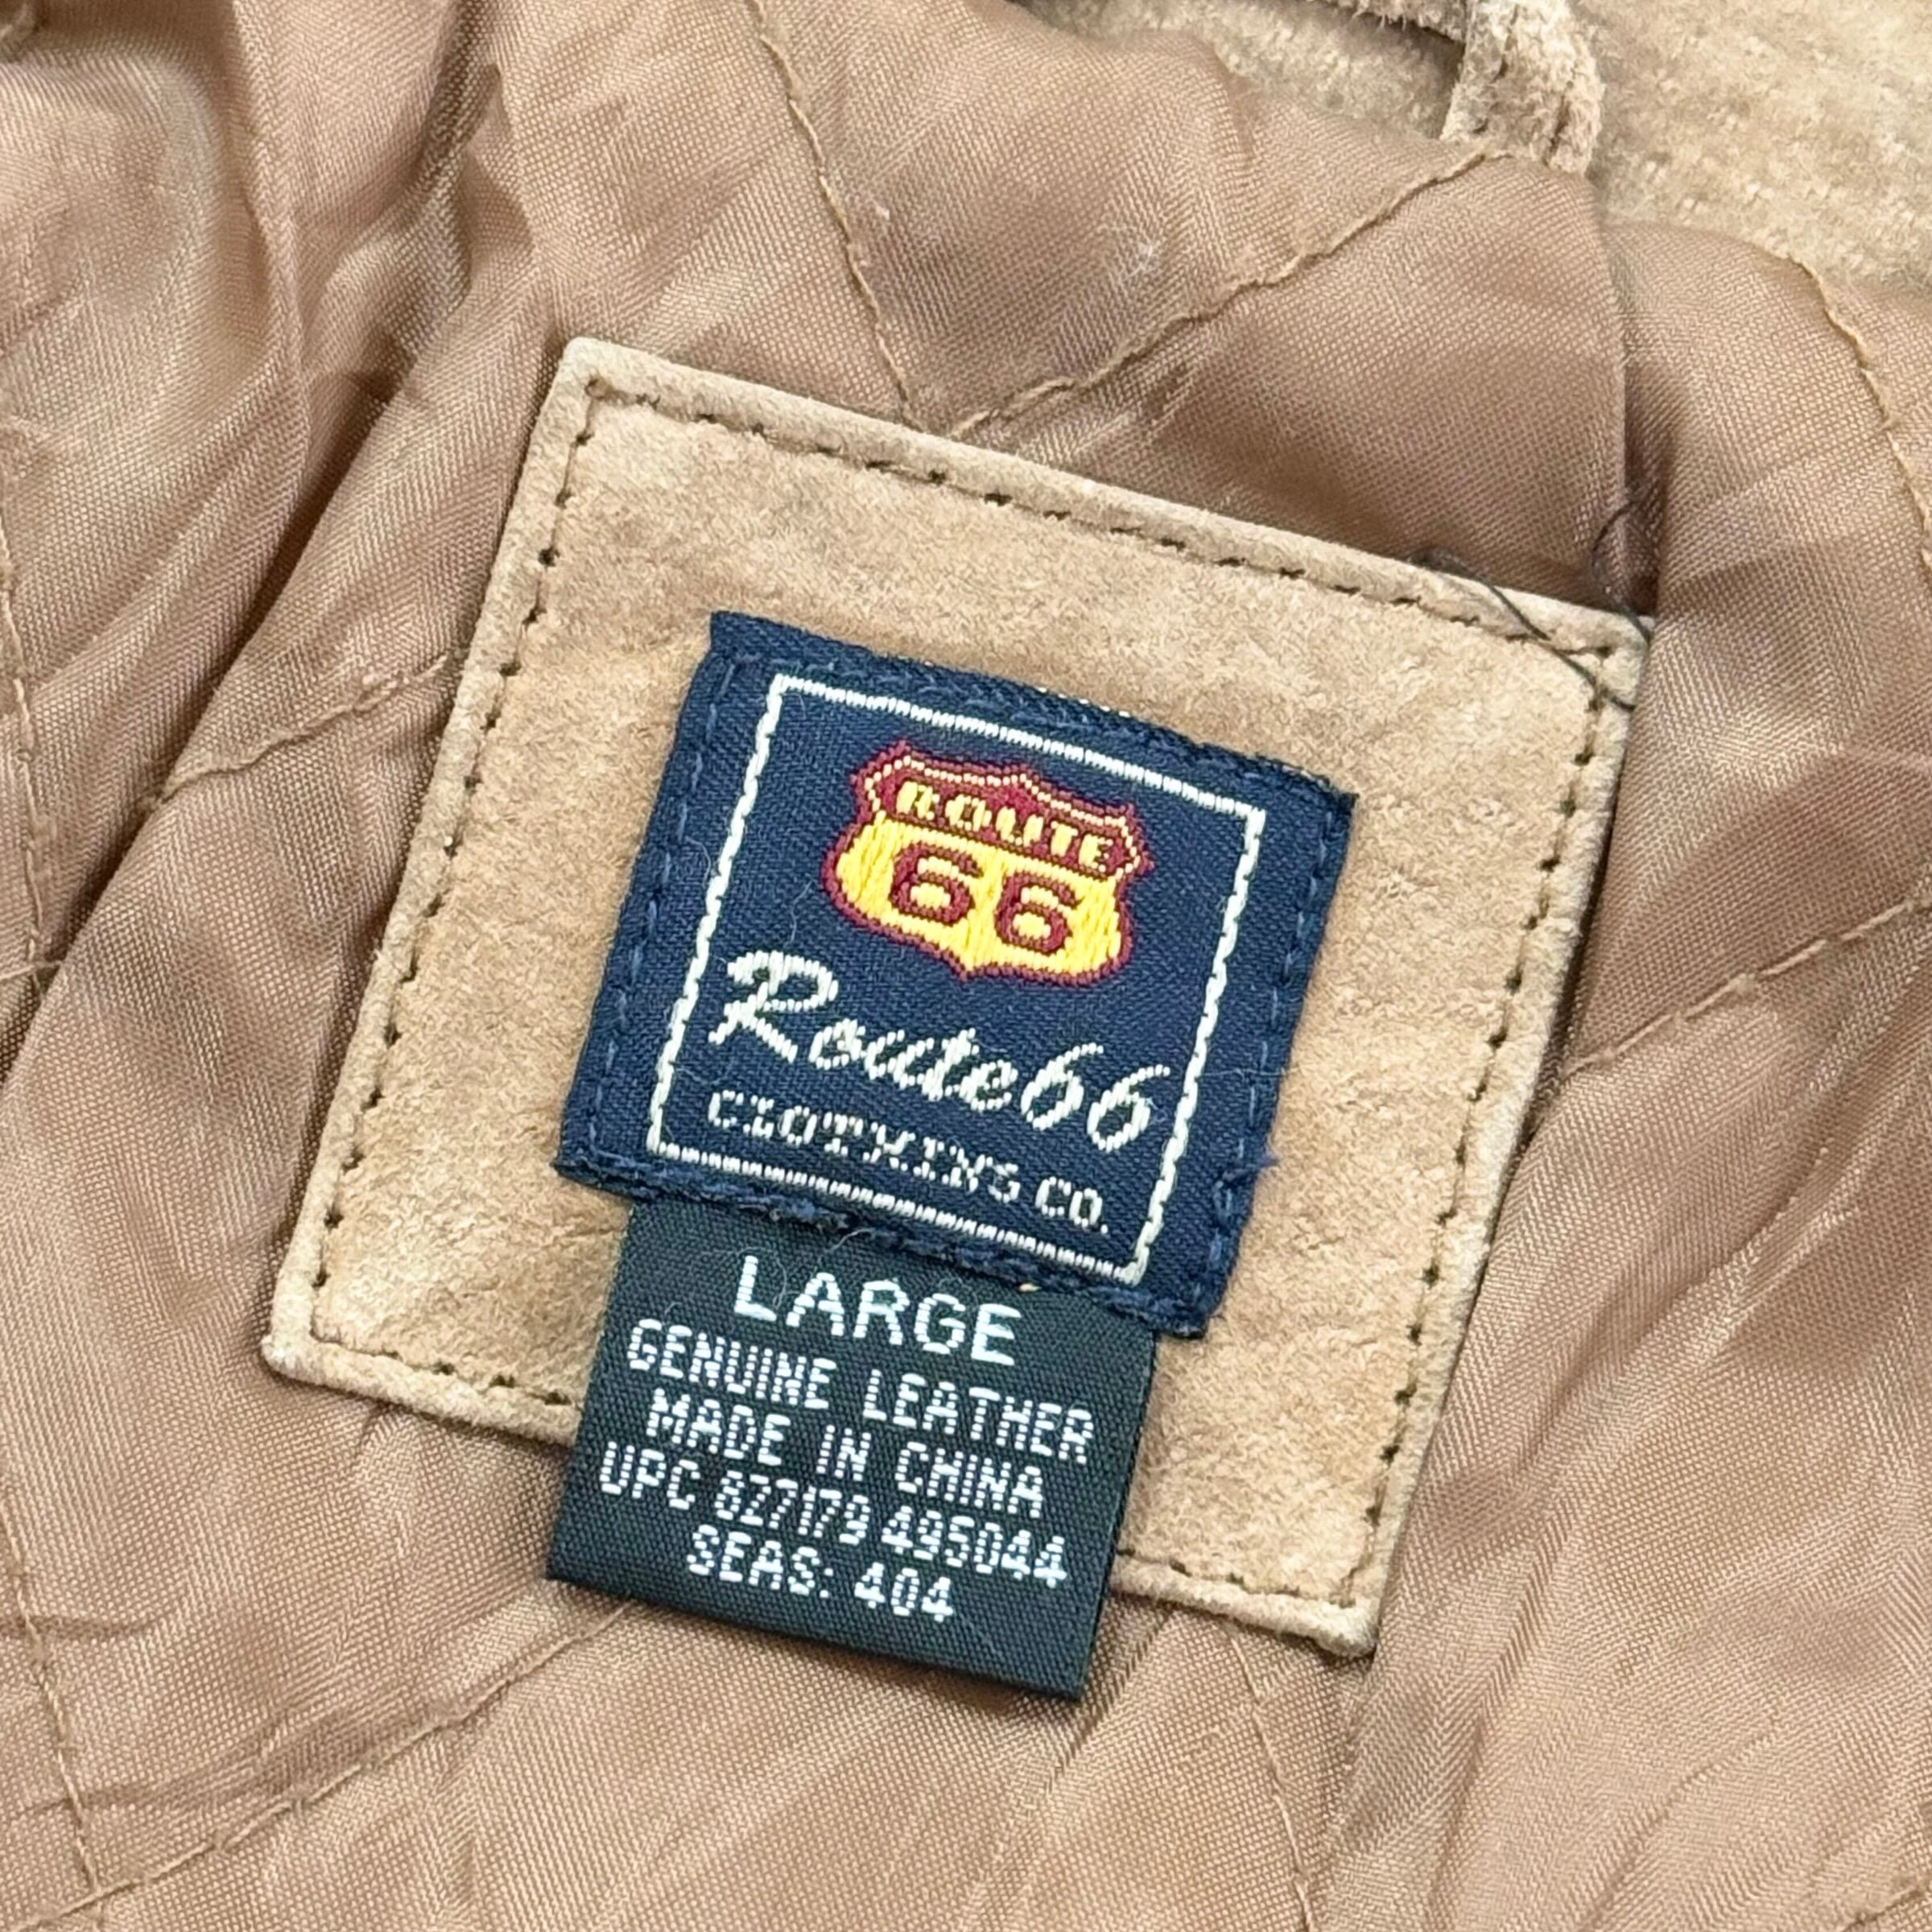 ROUTE
66
Route66
CLOTHING CO.
LARGE
GENUINE LEATHER
MADE IN CHINA
UPC 827179 495044
SEAS: 404